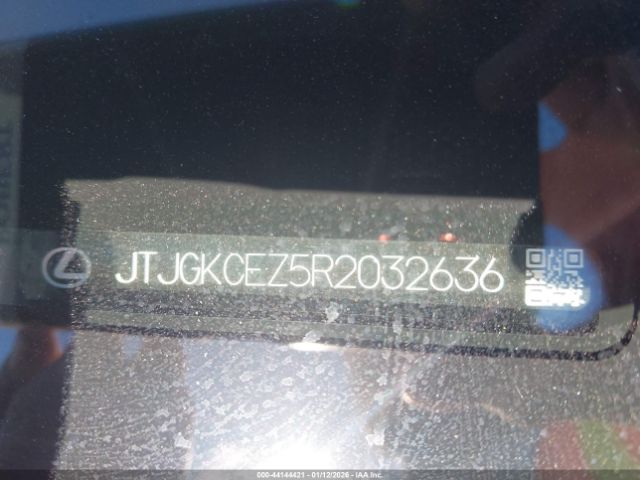 JTJGKCEZ5R2032636
000-44144421 - 01/12/2026 - IAA Inc.